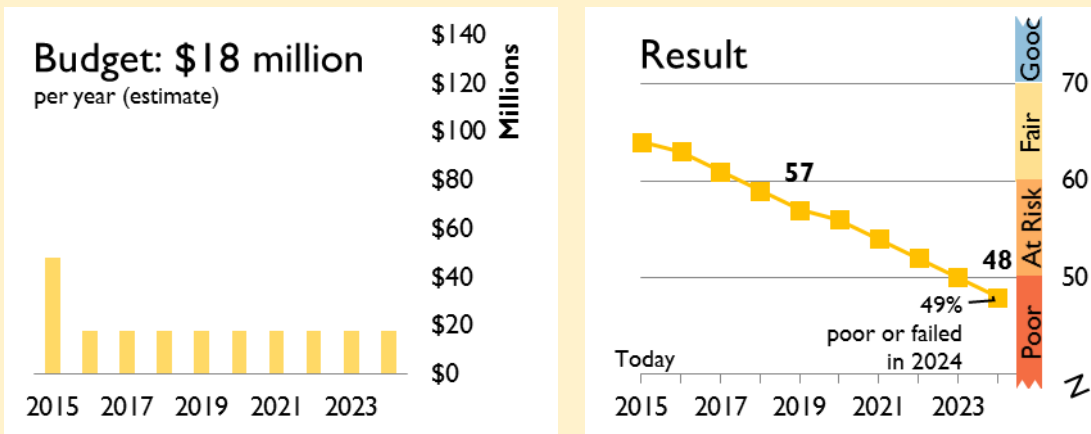 Budget: $18 million
per year (estimate)
$140
$120
$100
$80
$60
$40
$20
$0
Millions
2015 2017 2019 2021 2023
Result
57
48
49%
poor or failed
in 2024
Today
2015 2017 2019 2021 2023
Fair
At Risk
Poor
70
60
50